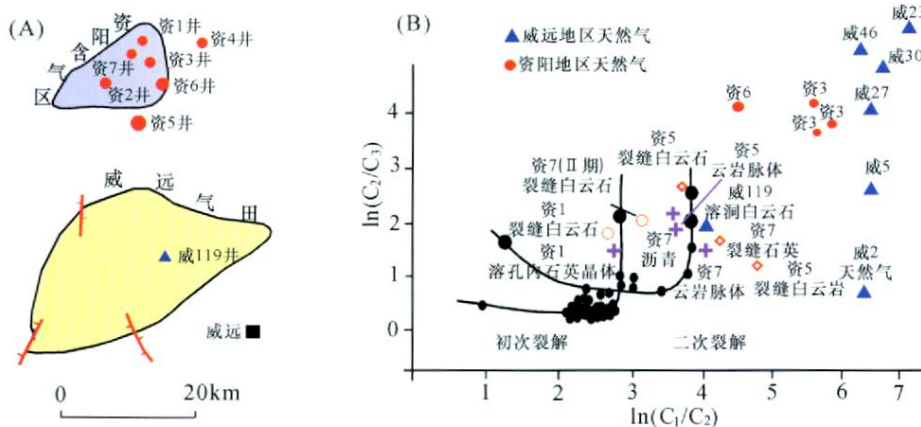 (A)
资阳含气区
资1井
资4井
资3井
资7井
资6井
资2井
资5井
威远气田
威119井
威远
0 20km
(B)
威远地区天然气
资阳地区天然气
威23
威46
威30
威27
威5
威2
天然气
资6
资3
资3
资3
资5
裂缝白云石
资5
云岩脉体
资7(II期)
裂缝白云石
威119
溶洞白云石
资1
裂缝白云石
资7
沥青
资7
裂缝石英
资1
溶孔内石英晶体
资7
云岩脉体
资5
裂缝白云岩
初次裂解
二次裂解
ln(C₂/C₃)
4
3
2
1
0
1 2 3 4 5 6 7
ln(C₁/C₂)